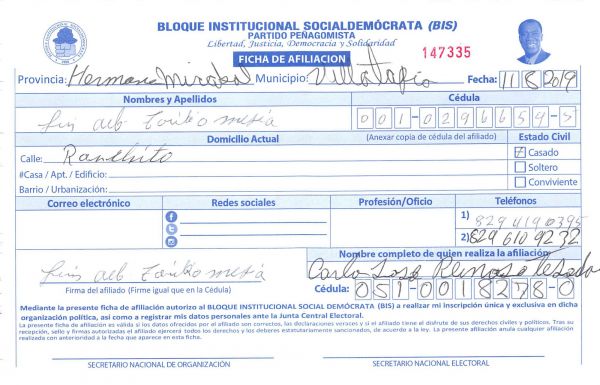 BLOQUE INSTITUCIONAL SOCIALDEMÓCRATA (BIS)
PARTIDO PEÑAGOMISTA
Libertad, Justicia, Democracia y Solidaridad
FICHA DE AFILIACION
147335
Provincia: Hermanas Mirabal Municipio: Villa Tapia Fecha: 11/8/2019
Nombres y Apellidos
Cédula
001-0296654-5
Domicilio Actual
(Anexar copia de cédula del afiliado)
Estado Civil
Calle: Ranchito
Casado
#Casa / Apt. / Edificio:
Soltero
Barrio / Urbanización:
Conviviente
Correo electrónico
Redes sociales
Profesión/Oficio
Teléfonos
1) 829 419 0395
2) 829 610 9232
Nombre completo de quien realiza la afiliación
Carlo Jose Reinoso
Firma del afiliado (Firme igual que en la Cédula)
Cédula: 051-0018278-0
Mediante la presente ficha de afiliación autorizo al BLOQUE INSTITUCIONAL SOCIAL DEMÓCRATA (BIS) a realizar mi inscripción única y exclusiva en dicha
organización política, así como a registrar mis datos personales ante la Junta Central Electoral.
La presente ficha de afiliación es válida si los datos ofrecidos por el afiliado son correctos, las declaraciones veraces y si el afiliado tiene el disfrute de sus derechos civiles y políticos. Tras su
recepción, sello y firmas autorizadas el afiliado ejercerá todos los derechos y los deberes estatutariamente sancionados, de acuerdo a la ley. La presente afiliación anula cualquier afiliación
realizada con anterioridad a la fecha que aparece en esta ficha.
SECRETARIO NACIONAL DE ORGANIZACIÓN
SECRETARIO NACIONAL ELECTORAL